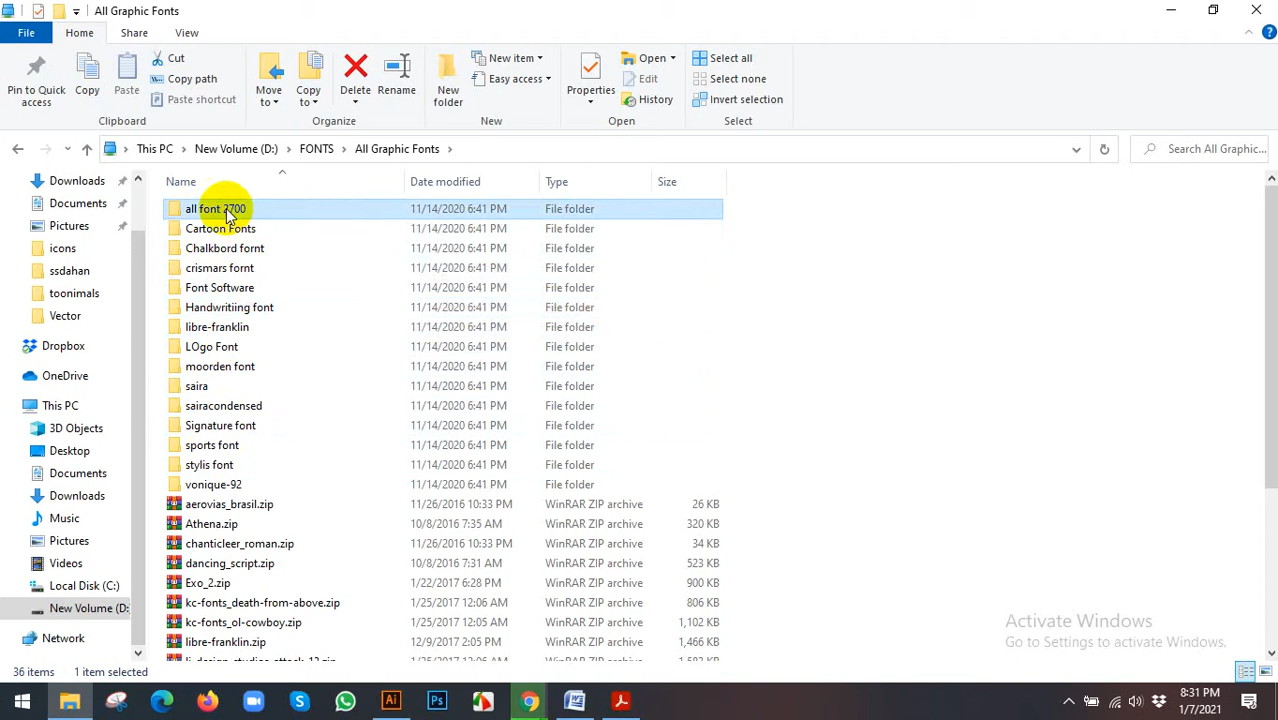 All Graphic Fonts
File Home Share View
Pin to Quick access
Copy
Paste
Cut
Copy path
Paste shortcut
Move to
Copy to
Delete
Rename
New folder
New item
Easy access
Properties
Open
Edit
History
Select all
Select none
Invert selection
Clipboard Organize New Open Select
This PC New Volume (D:) FONTS All Graphic Fonts Search All Graphic...
Name Date modified Type Size
Downloads
Documents
Pictures
icons
ssdahan
toonimals
Vector
Dropbox
OneDrive
This PC
3D Objects
Desktop
Documents
Downloads
Music
Pictures
Videos
Local Disk (C:)
New Volume (D:
Network
all font 2700 11/14/2020 6:41 PM File folder
Cartoon Fonts 11/14/2020 6:41 PM File folder
Chalkbord fornt 11/14/2020 6:41 PM File folder
crismars fornt 11/14/2020 6:41 PM File folder
Font Software 11/14/2020 6:41 PM File folder
Handwritiing font 11/14/2020 6:41 PM File folder
libre-franklin 11/14/2020 6:41 PM File folder
LOgo Font 11/14/2020 6:41 PM File folder
moorden font 11/14/2020 6:41 PM File folder
saira 11/14/2020 6:41 PM File folder
sairacondensed 11/14/2020 6:41 PM File folder
Signature font 11/14/2020 6:41 PM File folder
sports font 11/14/2020 6:41 PM File folder
stylis font 11/14/2020 6:41 PM File folder
vonique-92 11/14/2020 6:41 PM File folder
aerovias_brasil.zip 11/26/2016 10:33 PM WinRAR ZIP archive 26 KB
Athena.zip 10/8/2016 7:35 AM WinRAR ZIP archive 320 KB
chanticleer_roman.zip 11/26/2016 10:33 PM WinRAR ZIP archive 34 KB
dancing_script.zip 10/8/2016 7:31 AM WinRAR ZIP archive 523 KB
Exo_2.zip 1/22/2017 6:28 PM WinRAR ZIP archive 900 KB
kc-fonts_death-from-above.zip 1/25/2017 12:06 AM WinRAR ZIP archive 806 KB
kc-fonts_ol-cowboy.zip 1/25/2017 12:05 AM WinRAR ZIP archive 1,102 KB
libre-franklin.zip 12/9/2017 2:05 PM WinRAR ZIP archive 1,466 KB
Activate Windows
Go to Settings to activate Windows.
36 items 1 item selected
8:31 PM
1/7/2021